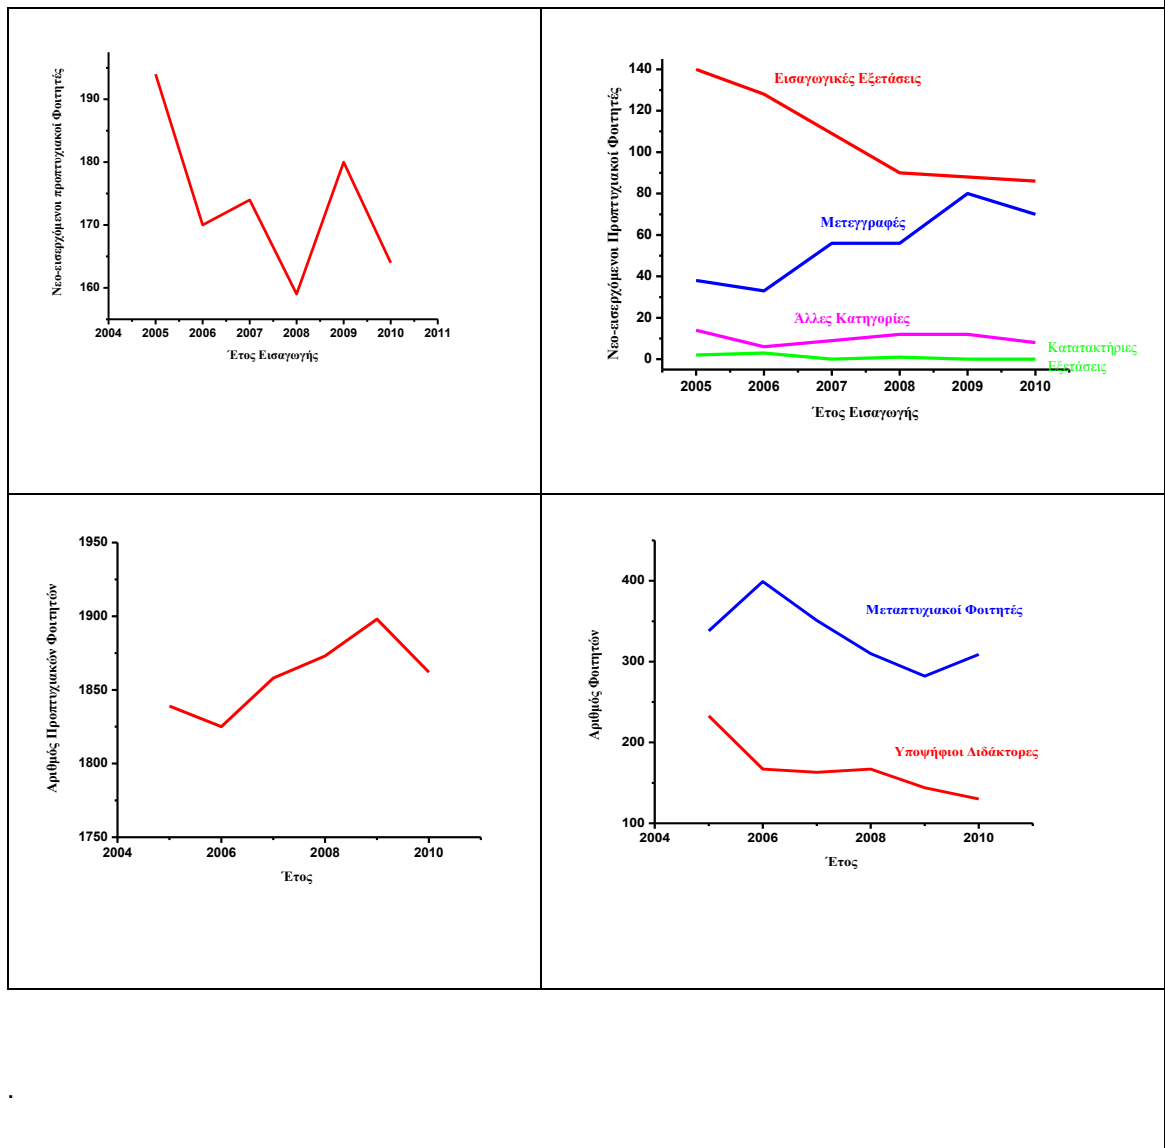 Νεο-εισερχόμενοι προπτυχιακοί Φοιτητές
190
180
170
160
2004 2005 2006 2007 2008 2009 2010 2011
Έτος Εισαγωγής
Νεο-εισερχόμενοι Προπτυχιακοί Φοιτητές
140
120
100
80
60
40
20
0
Εισαγωγικές Εξετάσεις
Μετεγγραφές
Άλλες Κατηγορίες
Κατατακτήριες
Εξετάσεις
2005 2006 2007 2008 2009 2010
Έτος Εισαγωγής
Αριθμός Προπτυχιακών Φοιτητών
1950
1900
1850
1800
1750
2004 2006 2008 2010
Έτος
Αριθμός Φοιτητών
400
300
200
100
Μεταπτυχιακοί Φοιτητές
Υποψήφιοι Διδάκτορες
2004 2006 2008 2010
Έτος
.